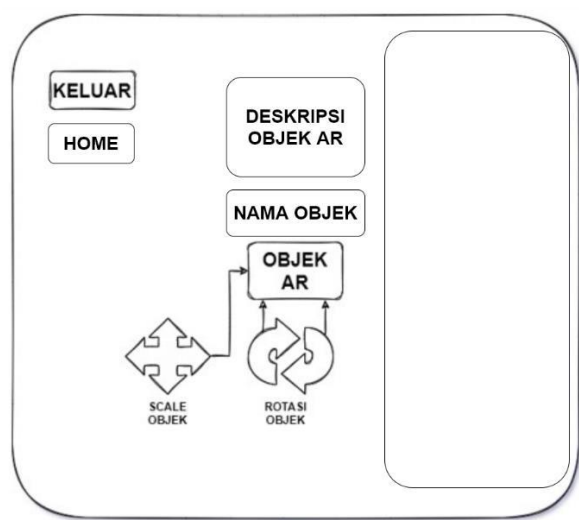 KELUAR
HOME
DESKRIPSI
OBJEK AR
NAMA OBJEK
OBJEK
AR
SCALE
OBJEK
ROTASI
OBJEK